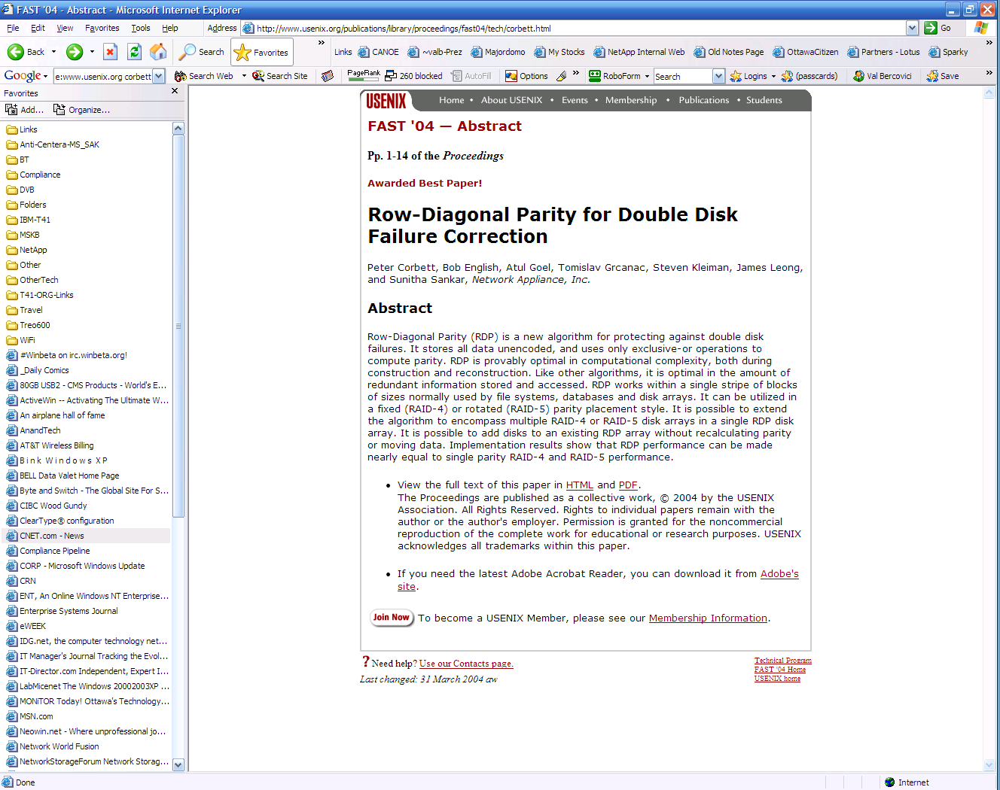 FAST '04 - Abstract - Microsoft Internet Explorer
File Edit View Favorites Tools Help Address http://www.usenix.org/publications/library/proceedings/fast04/tech/corbett.html Go
Back Search Favorites » Links CANOE ~valb-Prez Majordomo My Stocks NetApp Internal Web Old Notes Page OttawaCitizen Partners - Lotus Sparky »
Google e:www.usenix.org corbett Search Web Search Site PageRank 260 blocked AutoFill Options » RoboForm Search Logins (passcards) Val Bercovici Save »
Favorites
Add... Organize...
Links
Anti-Centera-MS_SAK
BT
Compliance
DVB
Folders
IBM-T41
MSKB
NetApp
Other
OtherTech
T41-ORG-Links
Travel
Treo600
WiFi
#Winbeta on irc.winbeta.org!
_Daily Comics
80GB USB2 - CMS Products - World's E...
ActiveWin -- Activating The Ultimate W...
An airplane hall of fame
AnandTech
AT&T Wireless Billing
B i n k W i n d o w s X P
BELL Data Valet Home Page
Byte and Switch - The Global Site For S...
CIBC Wood Gundy
ClearType® configuration
CNET.com - News
Compliance Pipeline
CORP - Microsoft Windows Update
CRN
ENT, An Online Windows NT Enterprise...
Enterprise Systems Journal
eWEEK
IDG.net, the computer technology net...
IT Manager's Journal Tracking the Evol...
IT-Director.com Independent, Expert I...
LabMicenet The Windows 20002003XP ...
MONiTOR Today! Ottawa's Technology...
MSN.com
Neowin.net - Where unprofessional jo...
Network World Fusion
NetworkStorageForum Network Storag...
USENIX Home • About USENIX • Events • Membership • Publications • Students
FAST '04 — Abstract
Pp. 1-14 of the Proceedings
Awarded Best Paper!
Row-Diagonal Parity for Double Disk
Failure Correction
Peter Corbett, Bob English, Atul Goel, Tomislav Grcanac, Steven Kleiman, James Leong,
and Sunitha Sankar, Network Appliance, Inc.
Abstract
Row-Diagonal Parity (RDP) is a new algorithm for protecting against double disk
failures. It stores all data unencoded, and uses only exclusive-or operations to
compute parity. RDP is provably optimal in computational complexity, both during
construction and reconstruction. Like other algorithms, it is optimal in the amount of
redundant information stored and accessed. RDP works within a single stripe of blocks
of sizes normally used by file systems, databases and disk arrays. It can be utilized in
a fixed (RAID-4) or rotated (RAID-5) parity placement style. It is possible to extend
the algorithm to encompass multiple RAID-4 or RAID-5 disk arrays in a single RDP disk
array. It is possible to add disks to an existing RDP array without recalculating parity
or moving data. Implementation results show that RDP performance can be made
nearly equal to single parity RAID-4 and RAID-5 performance.
• View the full text of this paper in HTML and PDF.
The Proceedings are published as a collective work, © 2004 by the USENIX
Association. All Rights Reserved. Rights to individual papers remain with the
author or the author's employer. Permission is granted for the noncommercial
reproduction of the complete work for educational or research purposes. USENIX
acknowledges all trademarks within this paper.
• If you need the latest Adobe Acrobat Reader, you can download it from Adobe's
site.
Join Now To become a USENIX Member, please see our Membership Information.
? Need help? Use our Contacts page.
Last changed: 31 March 2004 aw
Technical Program
FAST '04 Home
USENIX home
Done Internet